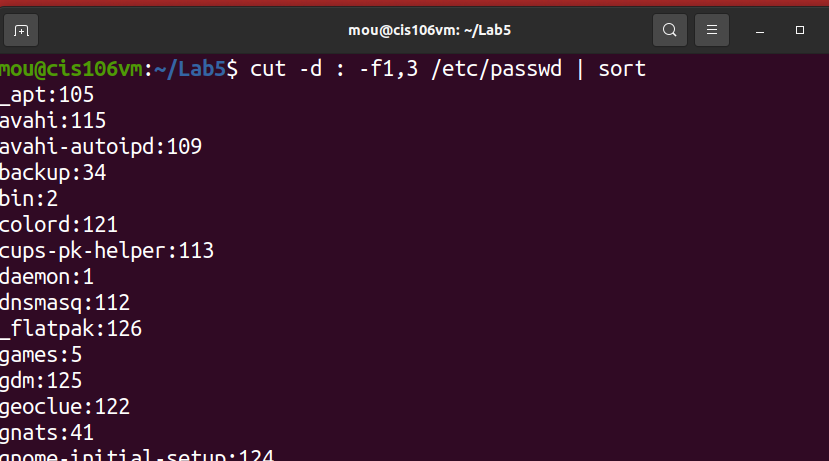 mou@cis106vm: ~/Lab5
mou@cis106vm:~/Lab5$ cut -d : -f1,3 /etc/passwd | sort
_apt:105
avahi:115
avahi-autoipd:109
backup:34
bin:2
colord:121
cups-pk-helper:113
daemon:1
dnsmasq:112
_flatpak:126
games:5
gdm:125
geoclue:122
gnats:41
gnome-initial-setup:124